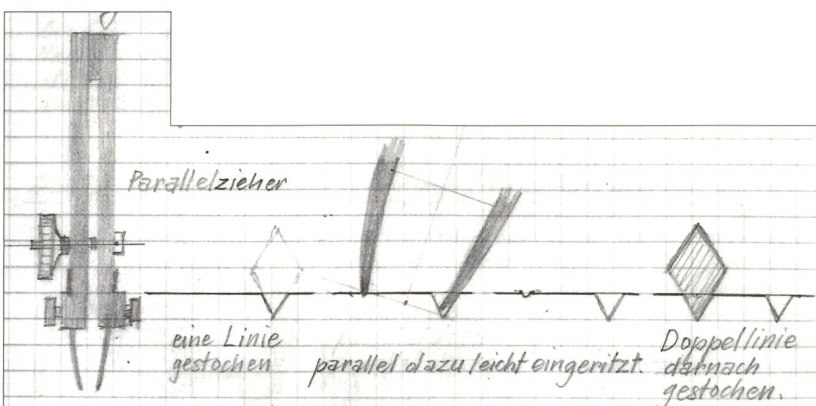 Parallelzieher
eine Linie
gestochen
parallel dazu leicht eingeritzt.
Doppellinie
darnach
gestochen.